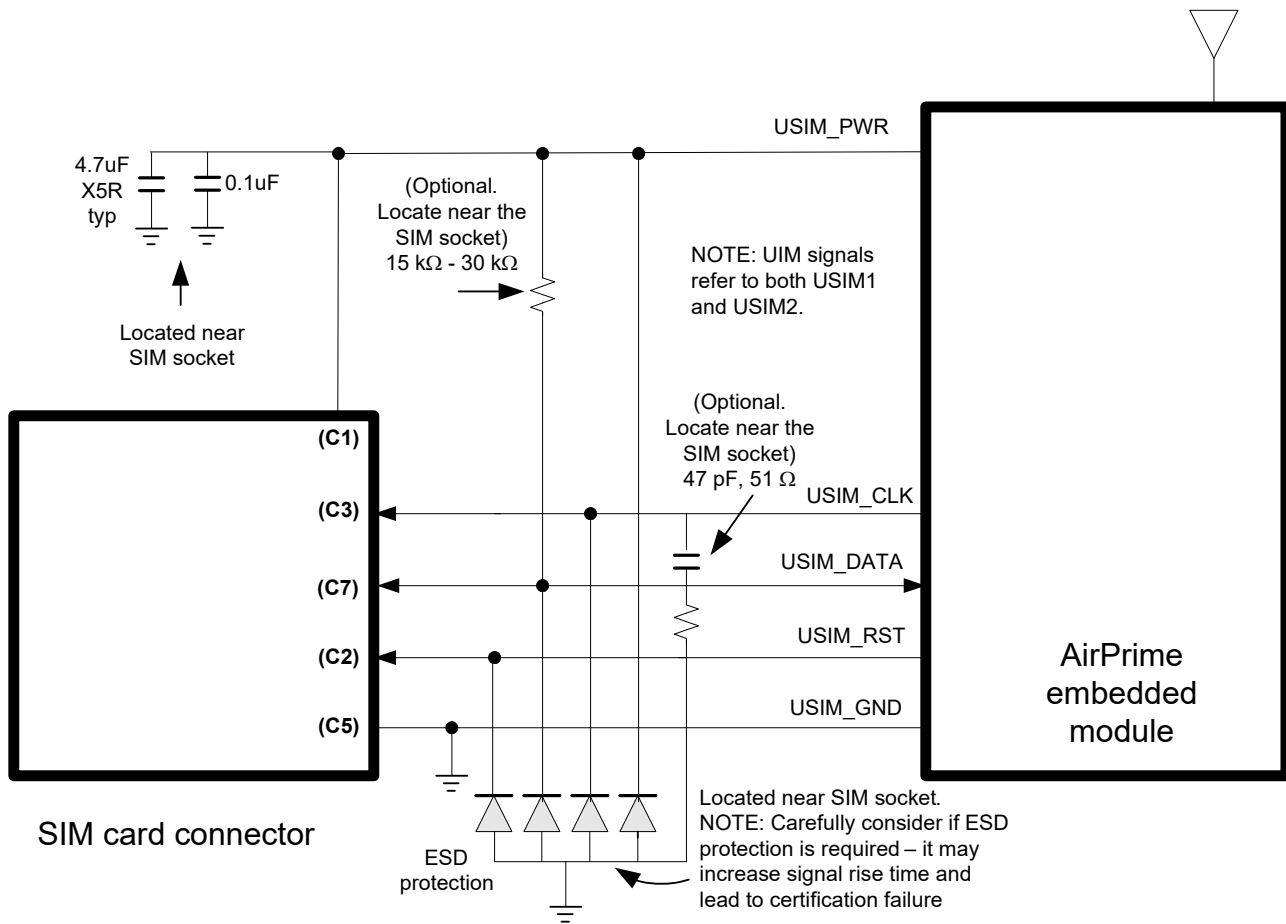 USIM_PWR
4.7uF
X5R
typ
0.1uF
(Optional.
Locate near the
SIM socket)
15 kΩ - 30 kΩ
NOTE: UIM signals
refer to both USIM1
and USIM2.
Located near
SIM socket
(Optional.
Locate near the
SIM socket)
47 pF, 51 Ω
(C1)
(C3)
USIM_CLK
(C7)
USIM_DATA
(C2)
USIM_RST
(C5)
USIM_GND
AirPrime
embedded
module
SIM card connector
ESD
protection
Located near SIM socket.
NOTE: Carefully consider if ESD
protection is required – it may
increase signal rise time and
lead to certification failure